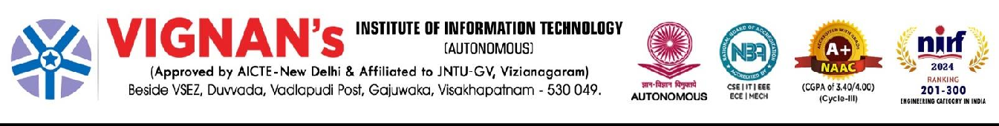 VIGNAN's INSTITUTE OF INFORMATION TECHNOLOGY
(AUTONOMOUS)
(Approved by AICTE-New Delhi & Affiliated to JNTU-GV, Vizianagaram)
Beside VSEZ, Duvvada, Vadlapudi Post, Gajuwaka, Visakhapatnam - 530 049.
ज्ञान-विज्ञान विमुक्तये
AUTONOMOUS
NATIONAL BOARD OF ACCREDITATION
NBA
ACCREDITED BY
CSE | IT | EEE
ECE | MECH
ACCREDITED WITH GRADE
A+
NAAC
(CGPA of 3.40/4.00)
(Cycle-III)
nirf
2024
RANKING
201-300
ENGINEERING CATEGORY IN INDIA